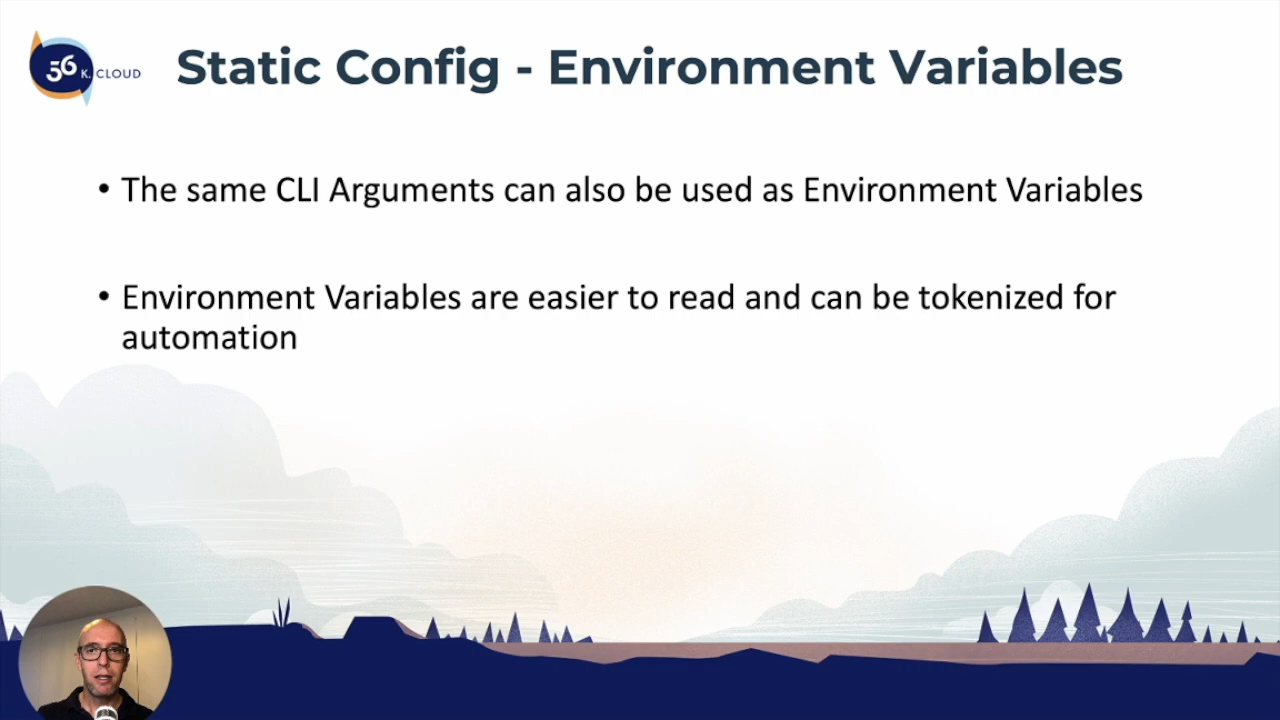 56
K.CLOUD
Static Config - Environment Variables
• The same CLI Arguments can also be used as Environment Variables
• Environment Variables are easier to read and can be tokenized for
automation